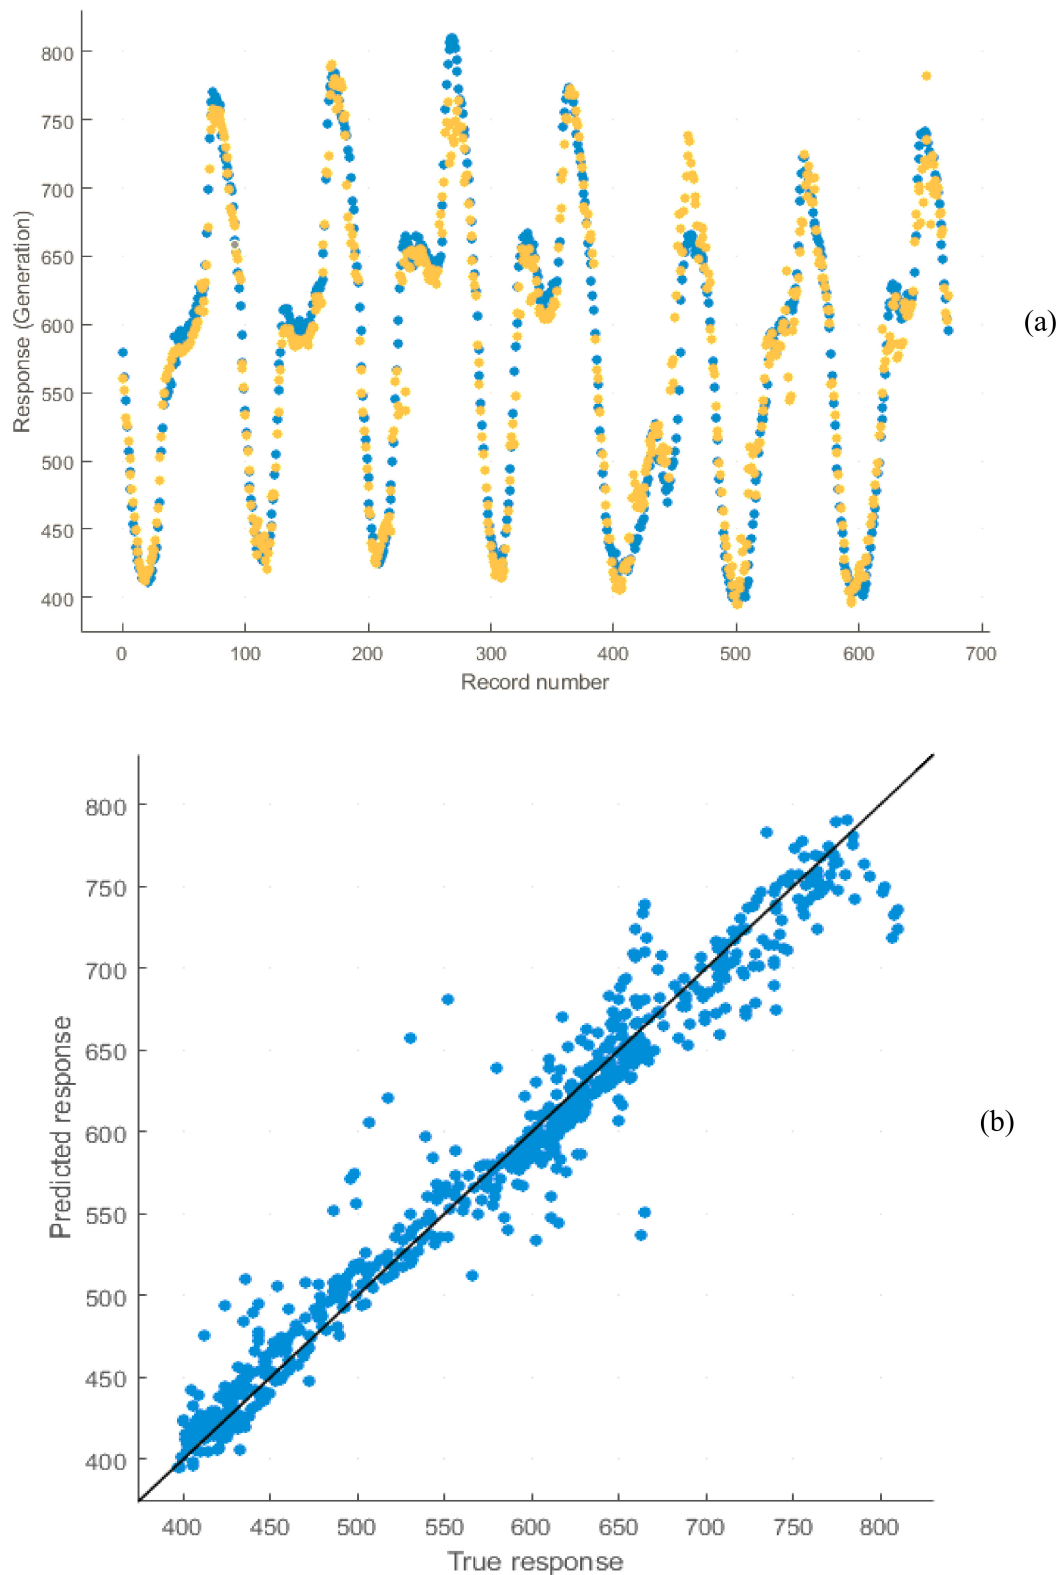 800
750
700
650
600
550
500
450
400
Response (Generation)
0 100 200 300 400 500 600 700
Record number
(a)
800
750
700
650
600
550
500
450
400
Predicted response
400 450 500 550 600 650 700 750 800
True response
(b)